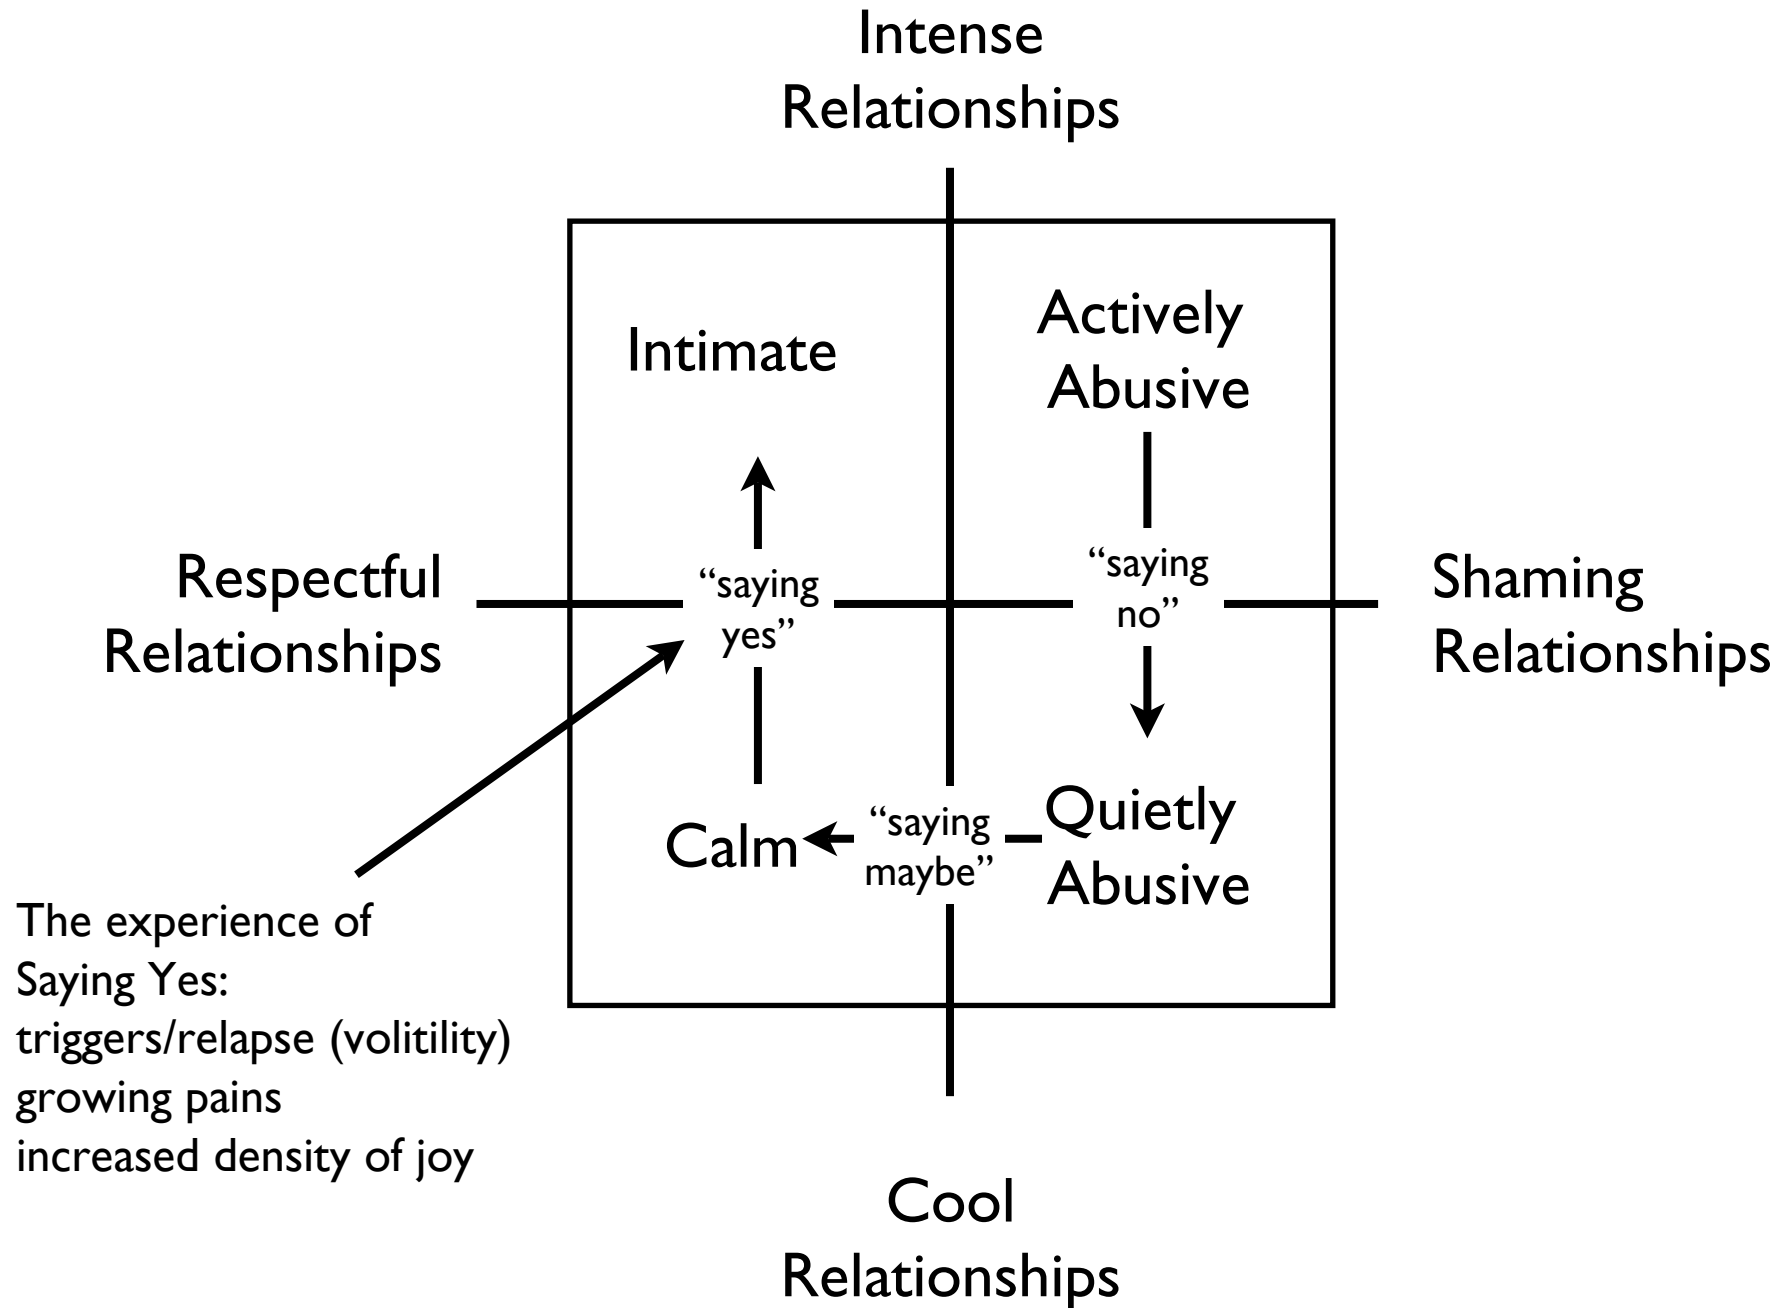 Intense
Relationships
Intimate
Actively
Abusive
Respectful
Relationships
“saying
yes”
“saying
no”
Shaming
Relationships
Calm
“saying
maybe”
Quietly
Abusive
The experience of
Saying Yes:
triggers/relapse (volitility)
growing pains
increased density of joy
Cool
Relationships